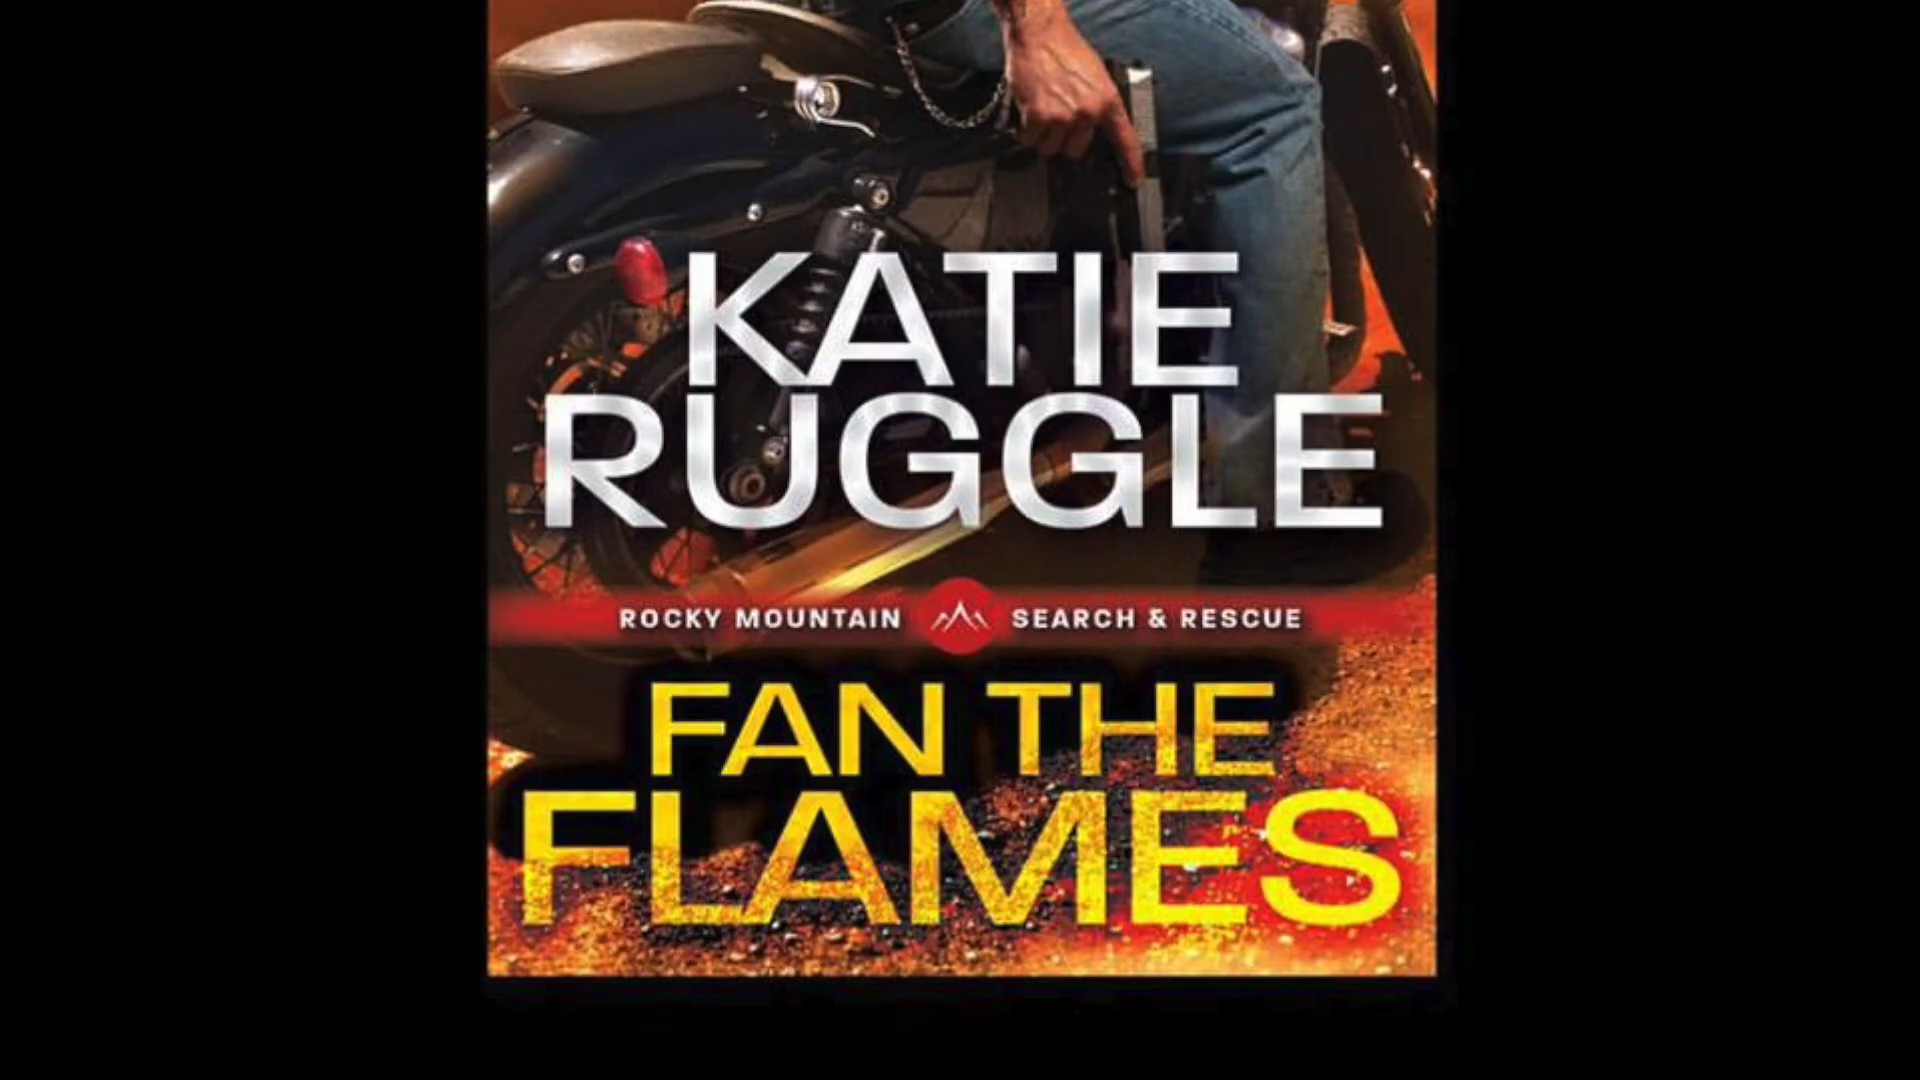 KATIE
RUGGLE
ROCKY MOUNTAIN SEARCH & RESCUE
FAN THE
FLAMES